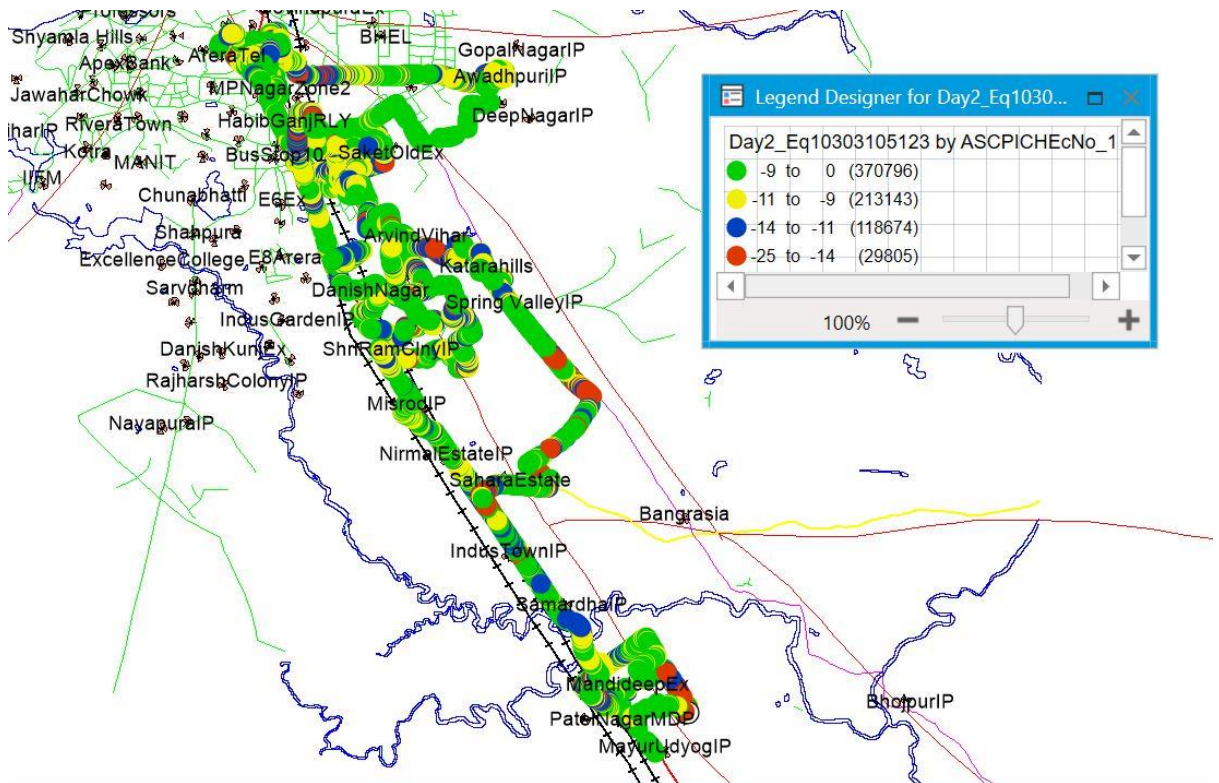 Professors
Shyamla Hills
BHEL
GopalNagarIP
ApexBank
AreraTel
AwadhpuriIP
JawaharChowk
MPNagarZone2
DeepNagarIP
RiveraTown
HabibGanjRLY
Kotra
MANIT
BusStop10
SaketOldEx
IIFM
Chunabhatti
E6Ex
Shahpura
ArvindVihar
ExcellenceCollege
E8Arera
Katarahills
Sarvdharm
DanishNagar
Spring ValleyIP
IndusGardenIP
DanishKunjEx
ShriRamClnyIP
RajharshColonyIP
MisrodIP
NayapuraIP
NirmalEstateIP
SaharaEstate
Bangrasia
IndusTownIP
SamardhaIP
MandideepEx
BhojpurIP
PatelNagarMDP
MayurUdyogIP
Legend Designer for Day2_Eq1030...
Day2_Eq10303105123 by ASCPICHEcNo_1
-9 to 0 (370796)
-11 to -9 (213143)
-14 to -11 (118674)
-25 to -14 (29805)
100%